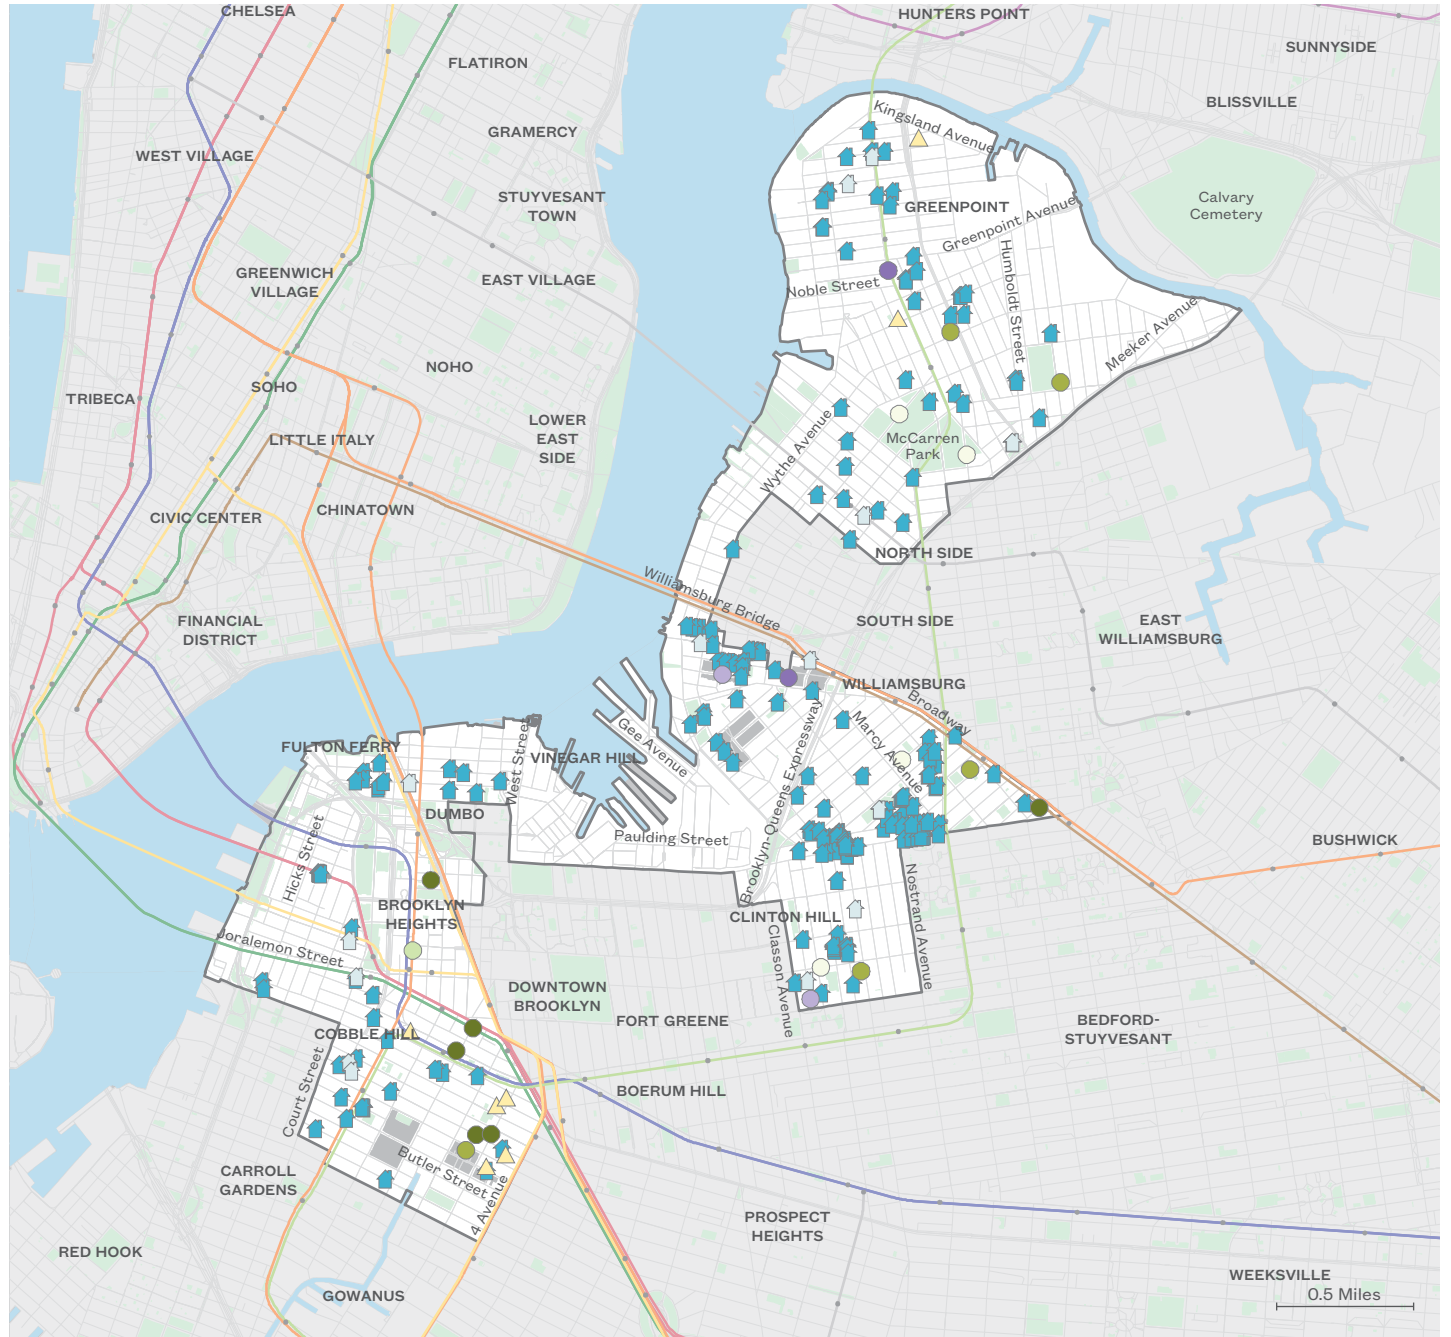 CHELSEA
HUNTERS POINT
SUNNYSIDE
FLATIRON
BLISSVILLE
Kingsland Avenue
GRAMERCY
WEST VILLAGE
STUYVESANT
TOWN
Calvary
Cemetery
GREENPOINT
Greenpoint Avenue
GREENWICH
VILLAGE
EAST VILLAGE
Noble Street
Humboldt Street
Meeker Avenue
NOHO
SOHO
TRIBECA
LOWER
EAST
SIDE
LITTLE ITALY
Wythe Avenue
McCarren
Park
CHINATOWN
CIVIC CENTER
NORTH SIDE
Williamsburg Bridge
FINANCIAL
DISTRICT
SOUTH SIDE
EAST
WILLIAMSBURG
WILLIAMSBURG
Broadway
Marcy Avenue
FULTON FERRY
West Street
VINEGAR HILL
Gee Avenue
Brooklyn-Queens Expressway
DUMBO
Paulding Street
BUSHWICK
Hicks Street
BROOKLYN
HEIGHTS
CLINTON HILL
Nostrand Avenue
Classon Avenue
Joralemon Street
DOWNTOWN
BROOKLYN
FORT GREENE
BEDFORD-
STUYVESANT
COBBLE HILL
Court Street
BOERUM HILL
Butler Street
CARROLL
GARDENS
4 Avenue
PROSPECT
HEIGHTS
RED HOOK
WEEKSVILLE
GOWANUS
0.5 Miles